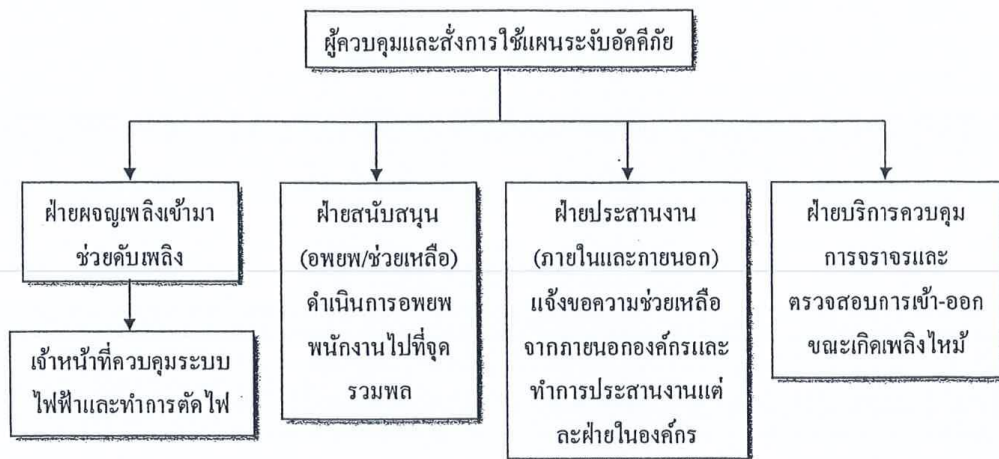 ผู้ควบคุมและสั่งการใช้แผนระงับอัคคีภัย
ฝ่ายผจญเพลิงเข้ามา
ช่วยดับเพลิง
เจ้าหน้าที่ควบคุมระบบ
ไฟฟ้าและทำการตัดไฟ
ฝ่ายสนับสนุน
(อพยพ/ช่วยเหลือ)
ดำเนินการอพยพ
พนักงานไปที่จุด
รวมพล
ฝ่ายประสานงาน
(ภายในและภายนอก)
แจ้งขอความช่วยเหลือ
จากภายนอกองค์กรและ
ทำการประสานงานแต่
ละฝ่ายในองค์กร
ฝ่ายบริการควบคุม
การจราจรและ
ตรวจสอบการเข้า-ออก
ขณะเกิดเพลิงไหม้